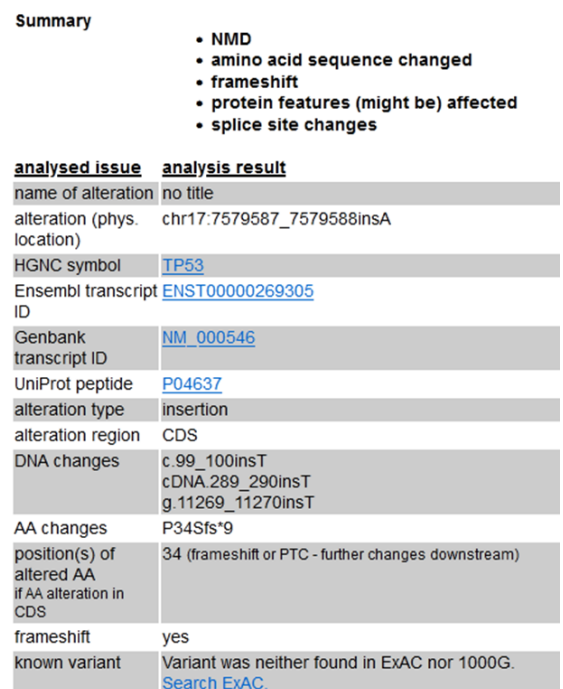 Summary
• NMD
• amino acid sequence changed
• frameshift
• protein features (might be) affected
• splice site changes
analysed issue analysis result
name of alteration no title
alteration (phys. location) chr17:7579587_7579588insA
HGNC symbol TP53
Ensembl transcript ID ENST00000269305
Genbank transcript ID NM_000546
UniProt peptide P04637
alteration type insertion
alteration region CDS
DNA changes c.99_100insT
cDNA.289_290insT
g.11269_11270insT
AA changes P34Sfs*9
position(s) of altered AA
if AA alteration in CDS
34 (frameshift or PTC - further changes downstream)
frameshift yes
known variant Variant was neither found in ExAC nor 1000G.
Search ExAC.